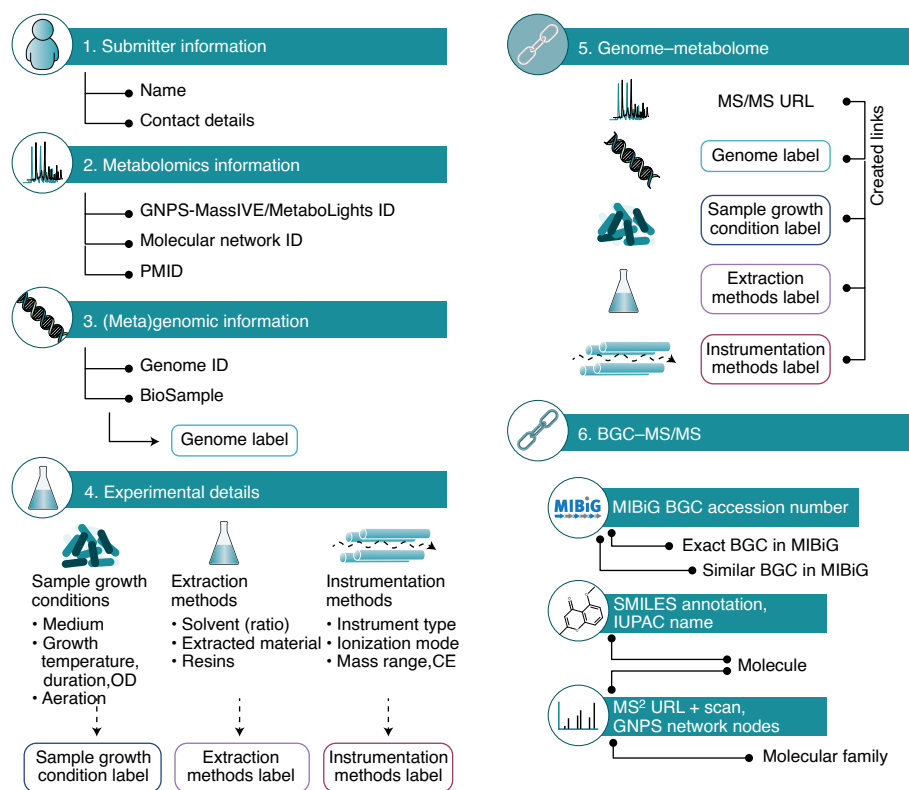 1. Submitter information
Name
Contact details
2. Metabolomics information
GNPS-MassIVE/MetaboLights ID
Molecular network ID
PMID
3. (Meta)genomic information
Genome ID
BioSample
Genome label
4. Experimental details
Sample growth
conditions
• Medium
• Growth
temperature,
duration,OD
• Aeration
Sample growth
condition label
Extraction
methods
• Solvent (ratio)
• Extracted material
• Resins
Extraction
methods label
Instrumentation
methods
• Instrument type
• Ionization mode
• Mass range,CE
Instrumentation
methods label
5. Genome–metabolome
MS/MS URL
Genome label
Sample growth
condition label
Extraction
methods label
Instrumentation
methods label
Created links
6. BGC–MS/MS
MIBiG
MIBiG BGC accession number
Exact BGC in MIBiG
Similar BGC in MIBiG
SMILES annotation,
IUPAC name
Molecule
MS² URL + scan,
GNPS network nodes
Molecular family